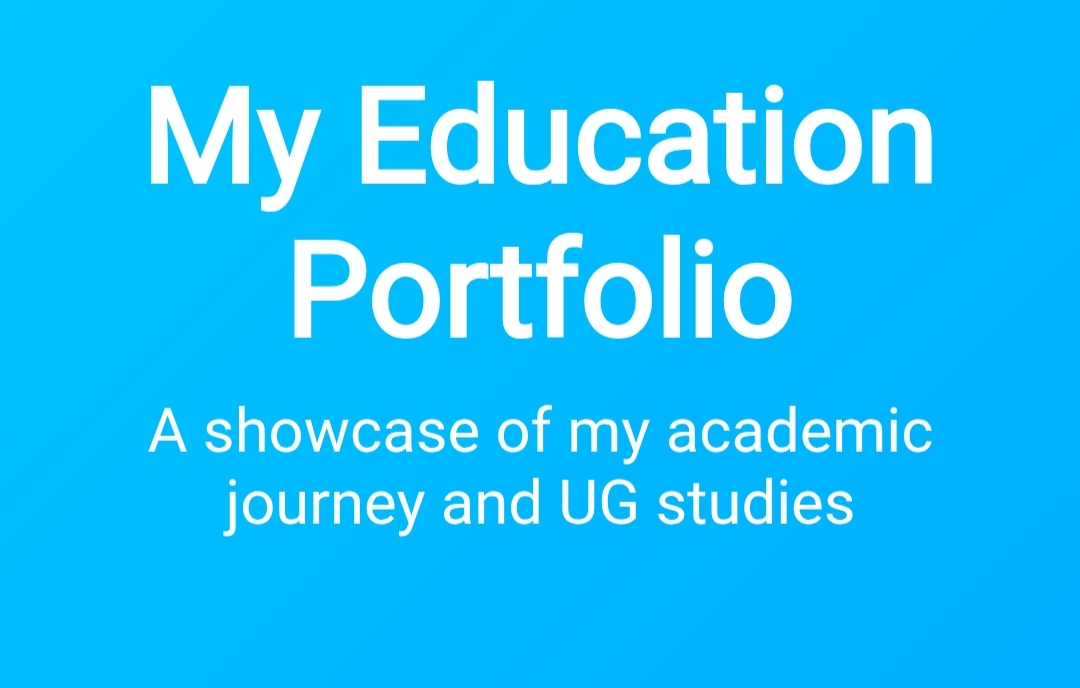 My Education
Portfolio
A showcase of my academic
journey and UG studies